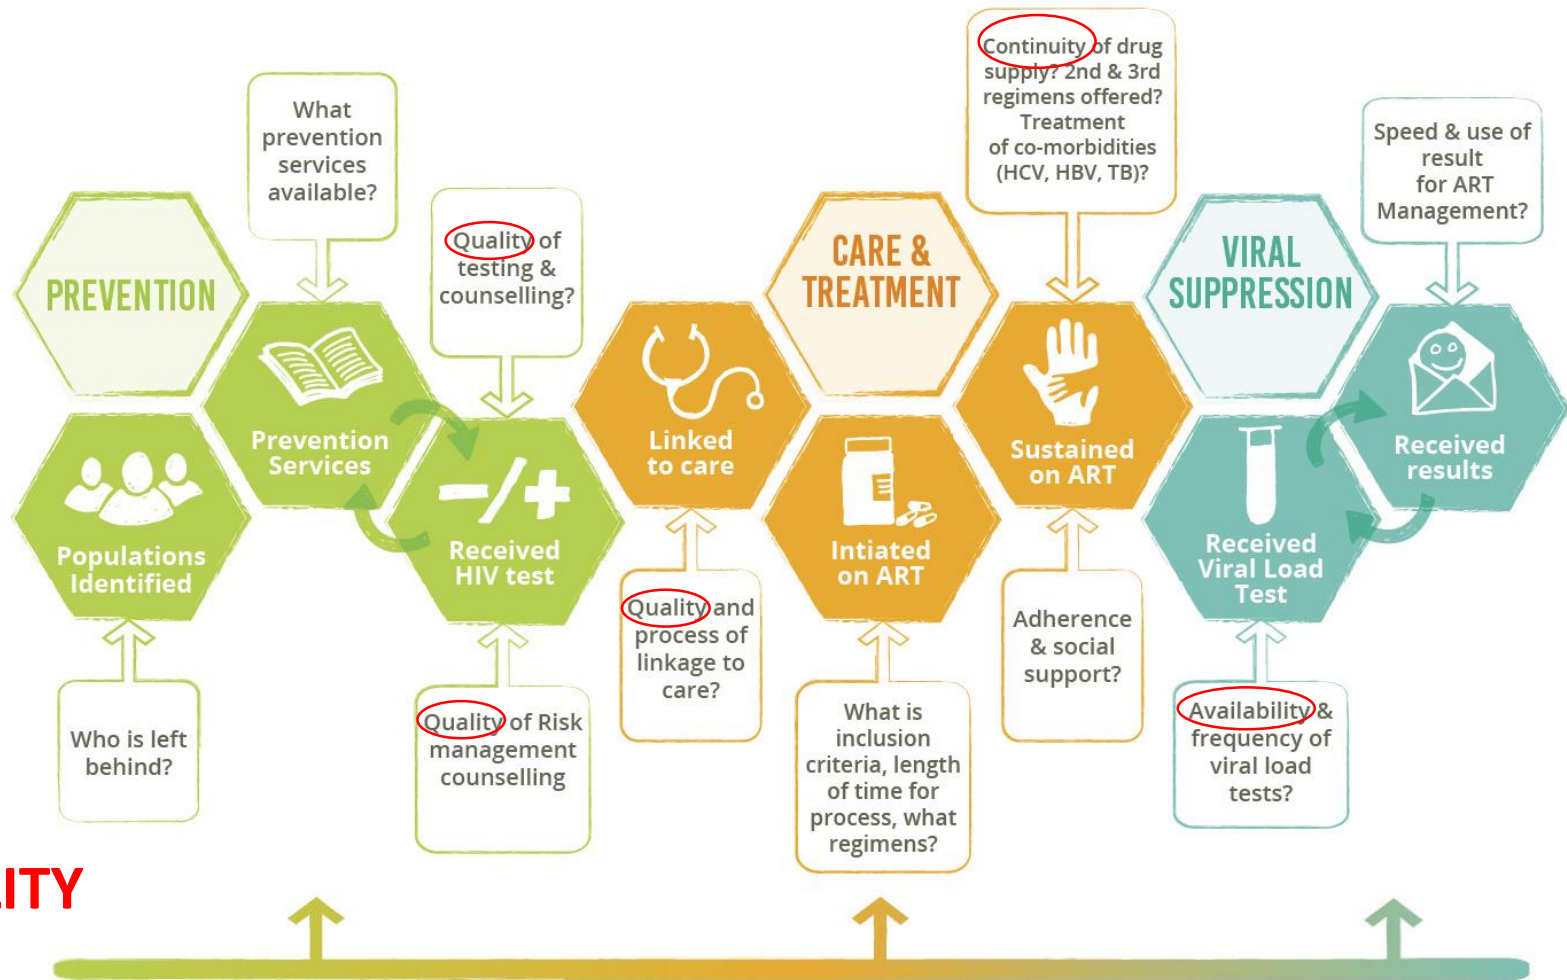 Continuity of drug
supply? 2nd & 3rd
regimens offered?
Treatment
of co-morbidities
(HCV, HBV, TB)?
What
prevention
services
available?
Speed & use of
result
for ART
Management?
Quality of
testing &
counselling?
PREVENTION
CARE &
TREATMENT
VIRAL
SUPPRESSION
Prevention
Services
Linked
to care
Sustained
on ART
Received
results
Populations
Identified
Received
HIV test
Intiated
on ART
Received
Viral Load
Test
Quality and
process of
linkage to
care?
Adherence
& social
support?
Who is left
behind?
Quality of Risk
management
counselling
What is
inclusion
criteria, length
of time for
process, what
regimens?
Availability &
frequency of
viral load
tests?
LITY